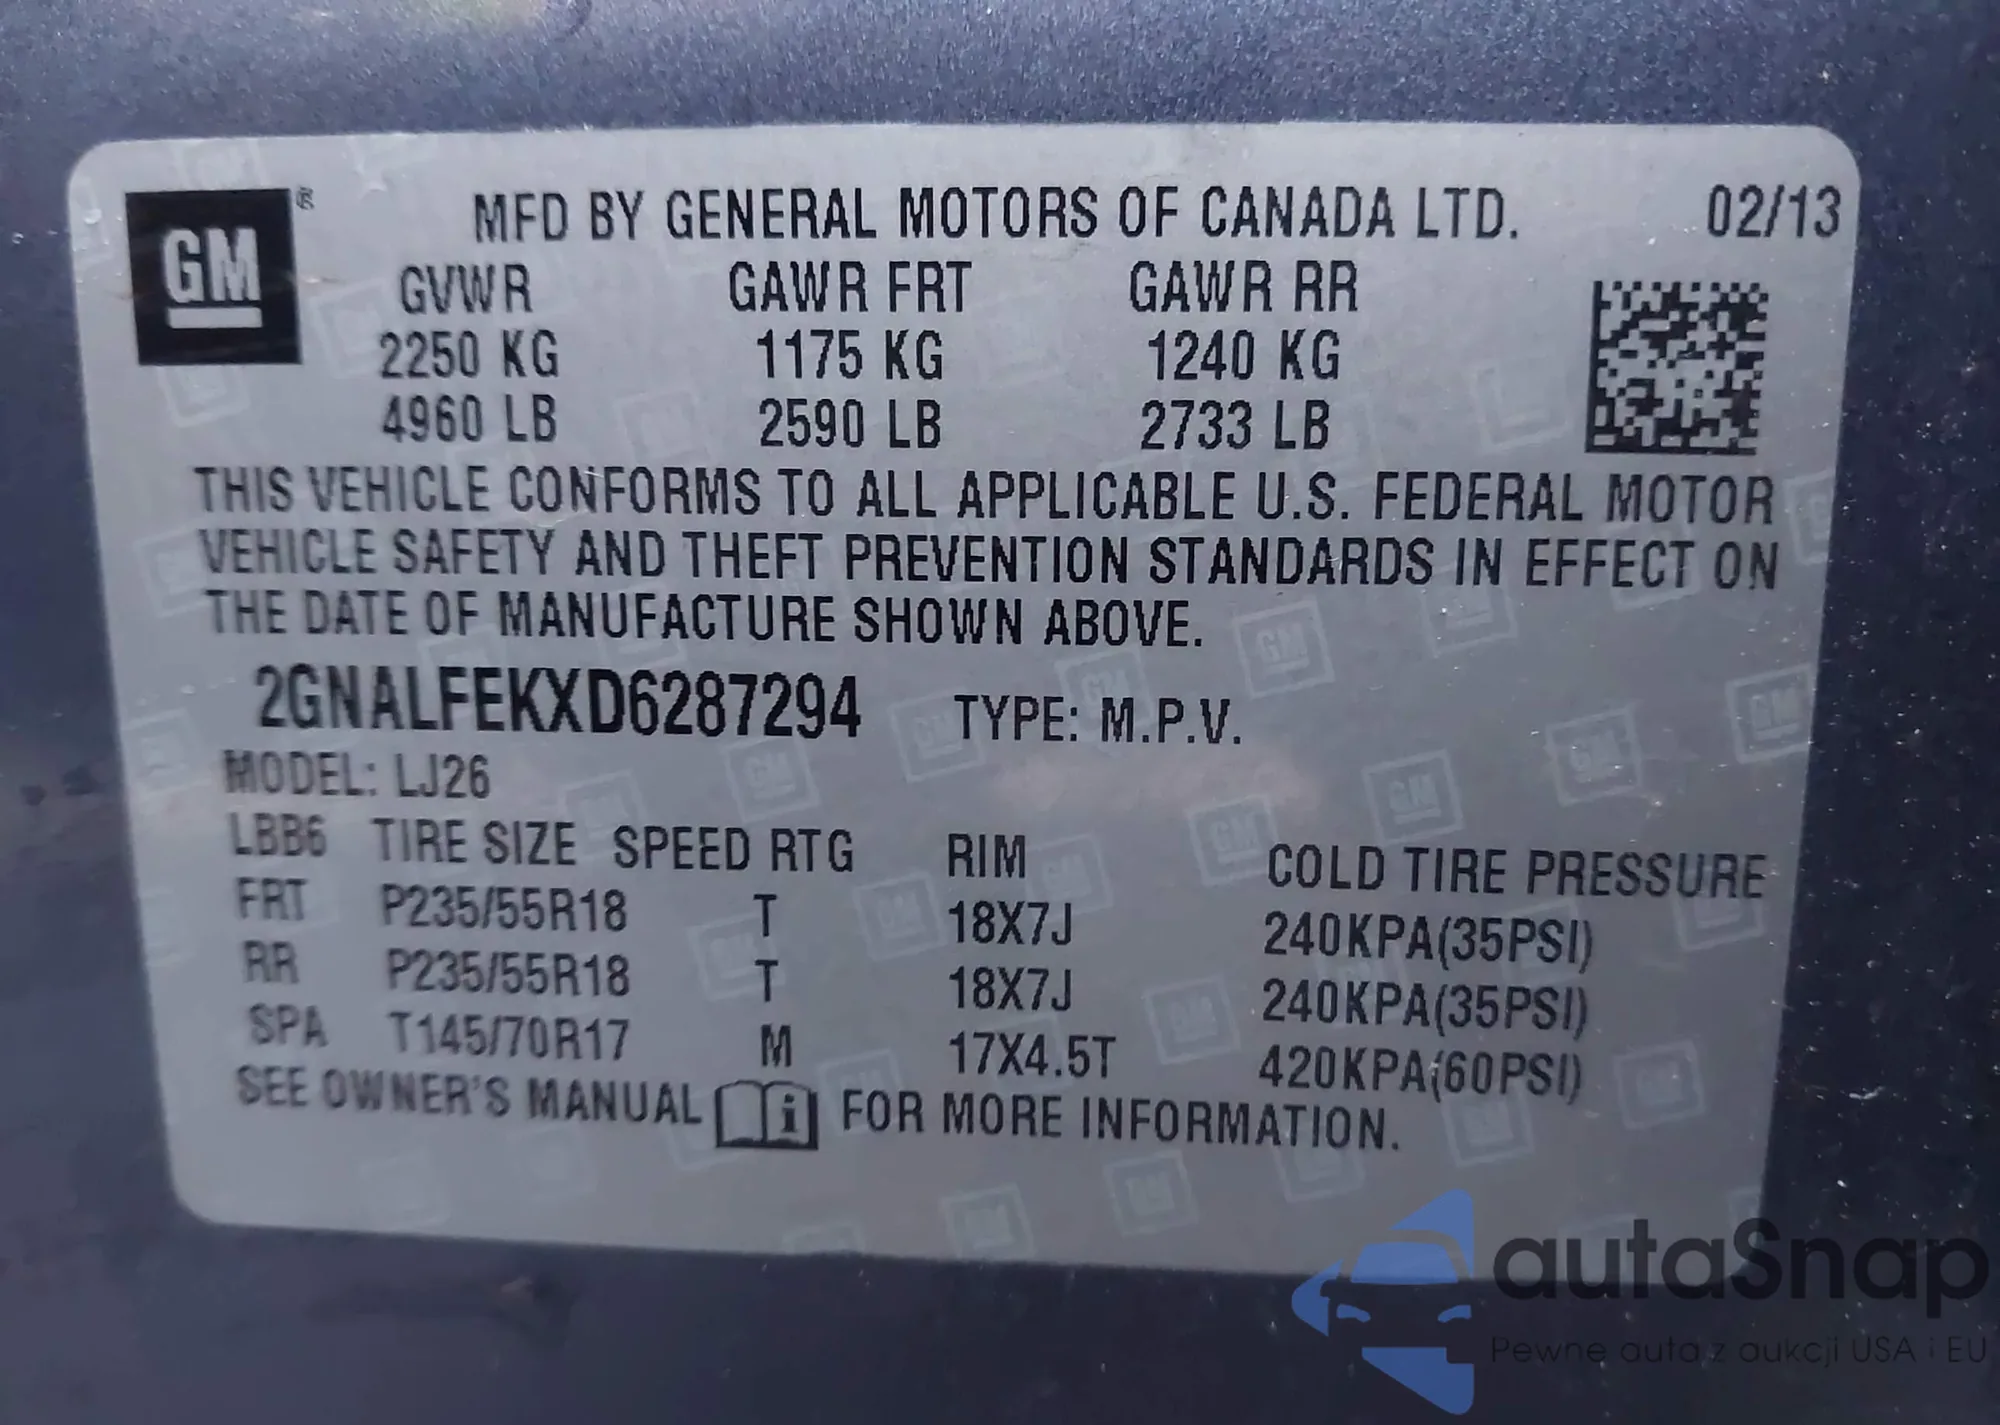 GM ®
MFD BY GENERAL MOTORS OF CANADA LTD. 02/13
GVWR GAWR FRT GAWR RR
2250 KG 1175 KG 1240 KG
4960 LB 2590 LB 2733 LB
THIS VEHICLE CONFORMS TO ALL APPLICABLE U.S. FEDERAL MOTOR
VEHICLE SAFETY AND THEFT PREVENTION STANDARDS IN EFFECT ON
THE DATE OF MANUFACTURE SHOWN ABOVE.
2GNALFEKXD6287294 TYPE: M.P.V.
MODEL: LJ26
LBB6 TIRE SIZE SPEED RTG RIM COLD TIRE PRESSURE
FRT P235/55R18 T 18X7J 240KPA(35PSI)
RR P235/55R18 T 18X7J 240KPA(35PSI)
SPA T145/70R17 M 17X4.5T 420KPA(60PSI)
SEE OWNER'S MANUAL i FOR MORE INFORMATION.
autaSnap
Pewne auta z aukcji USA i EU